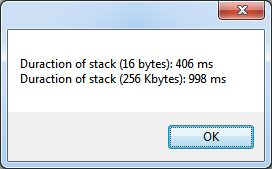 Duraction of stack (16 bytes): 406 ms
Duraction of stack (256 Kbytes): 998 ms
OK